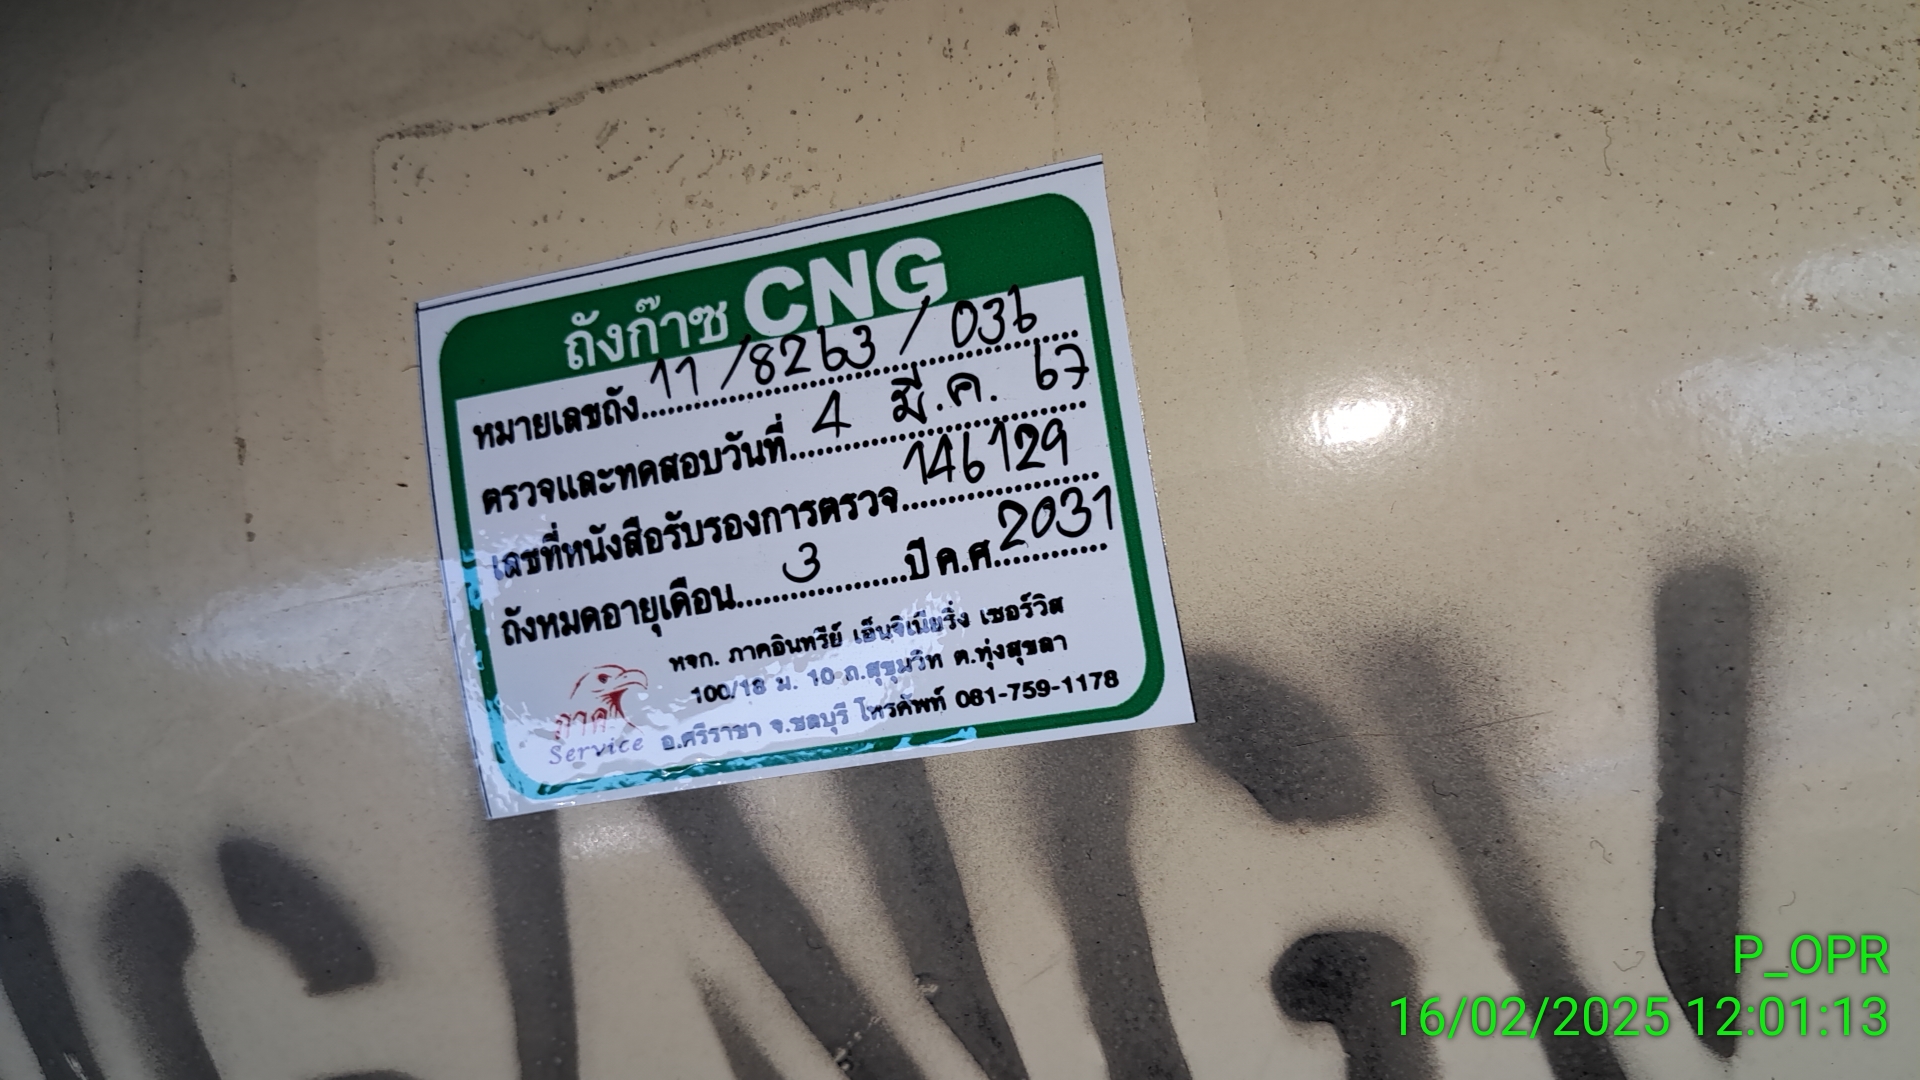 ถังก๊าซ CNG
หมายเลขถัง 11/8263/036
ตรวจและทดสอบวันที่ 4 มี.ค. 67
เลขที่หนังสือรับรองการตรวจ 146129
ถังหมดอายุเดือน 3 ปี ค.ศ. 2031
หจก. ภาคอินทรีย์ เอ็นจิเนียริ่ง เซอร์วิส
100/18 ม. 10 ถ.สุขุมวิท ต.ทุ่งสุขลา
อ.ศรีราชา จ.ชลบุรี โทรศัพท์ 081-759-1178
ภาค
Service
P_OPR
16/02/2025 12:01:13